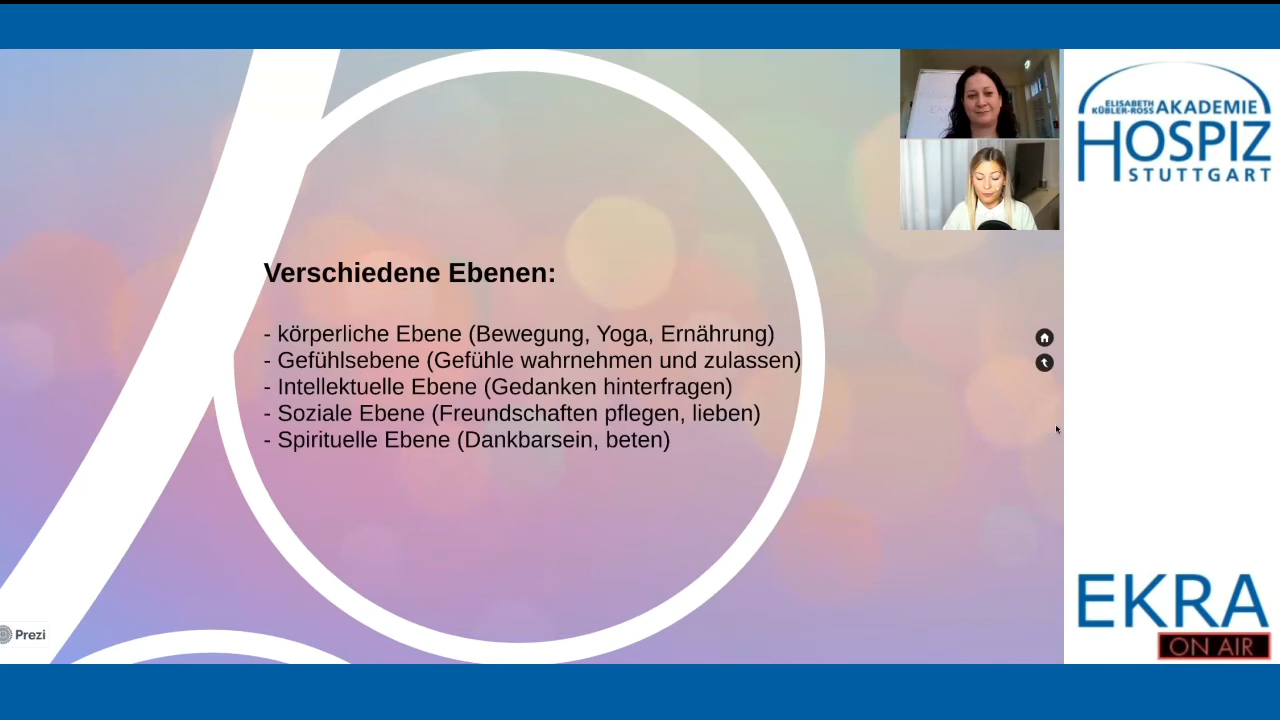 ELISABETH
KÜBLER-ROSS AKADEMIE
HOSPIZ
STUTTGART
Verschiedene Ebenen:
- körperliche Ebene (Bewegung, Yoga, Ernährung)
- Gefühlsebene (Gefühle wahrnehmen und zulassen)
- Intellektuelle Ebene (Gedanken hinterfragen)
- Soziale Ebene (Freundschaften pflegen, lieben)
- Spirituelle Ebene (Dankbarsein, beten)
Prezi
EKRA
ON AIR